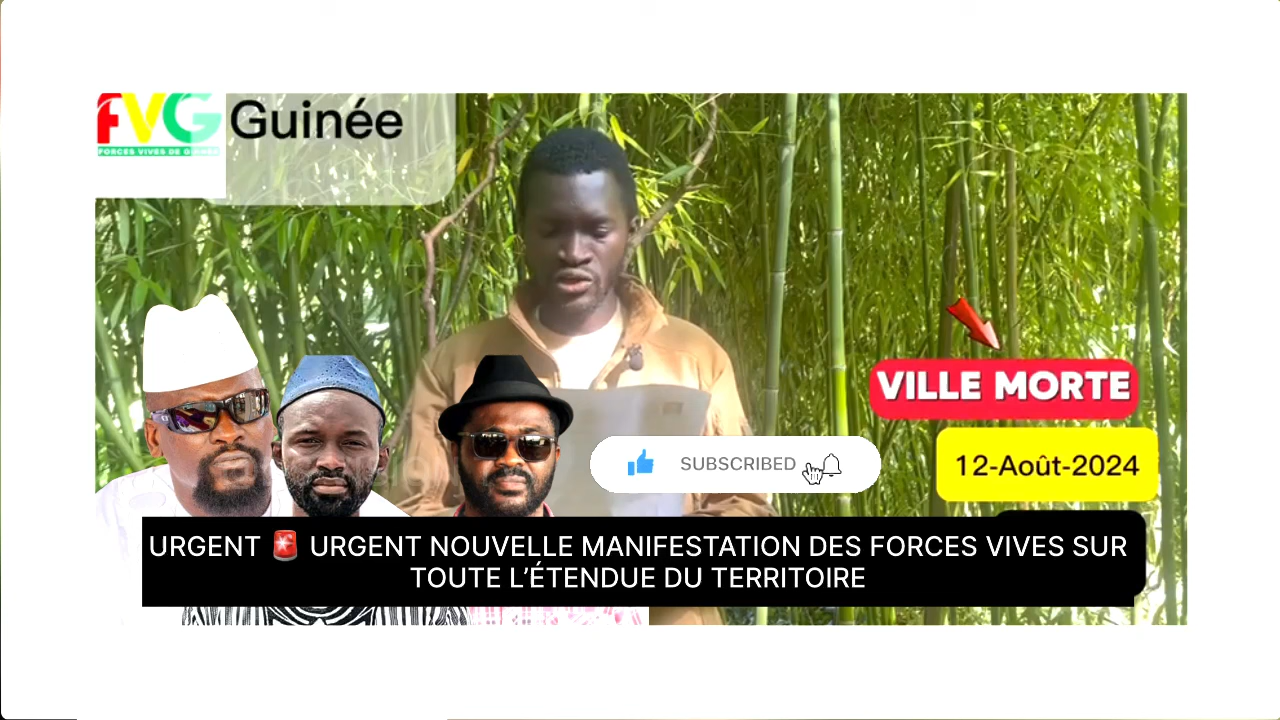 FVG
Guinée
FORCES VIVES DE GUINÉE
VILLE MORTE
SUBSCRIBED
12-Août-2024
URGENT 🚨 URGENT NOUVELLE MANIFESTATION DES FORCES VIVES SUR
TOUTE L’ÉTENDUE DU TERRITOIRE